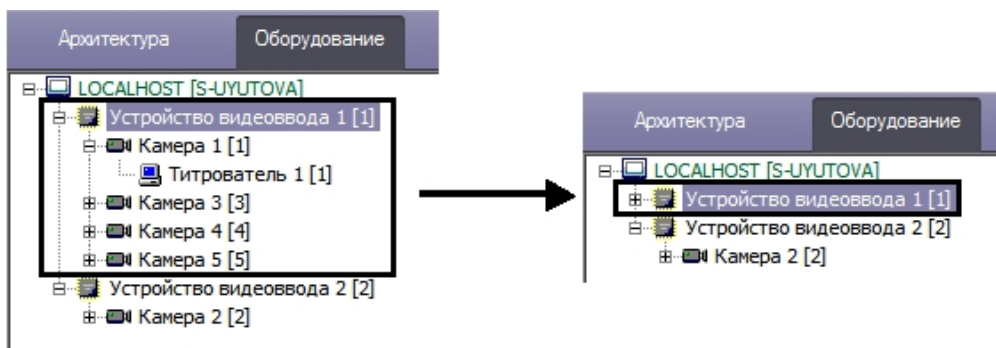 Архитектура
Оборудование
LOCALHOST [S-UYUTOVA]
Устройство видеоввода 1 [1]
Камера 1 [1]
Титрователь 1 [1]
Камера 3 [3]
Камера 4 [4]
Камера 5 [5]
Устройство видеоввода 2 [2]
Камера 2 [2]
Архитектура
Оборудование
LOCALHOST [S-UYUTOVA]
Устройство видеоввода 1 [1]
Устройство видеоввода 2 [2]
Камера 2 [2]